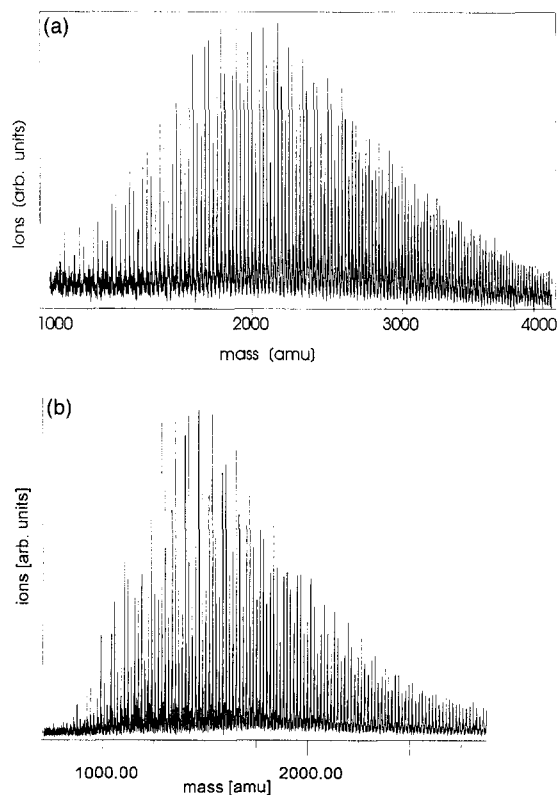 (a)
Ions (arb. units)
1000 2000 3000 4000
mass (amu)
(b)
ions [arb. units]
1000.00 2000.00
mass [amu]